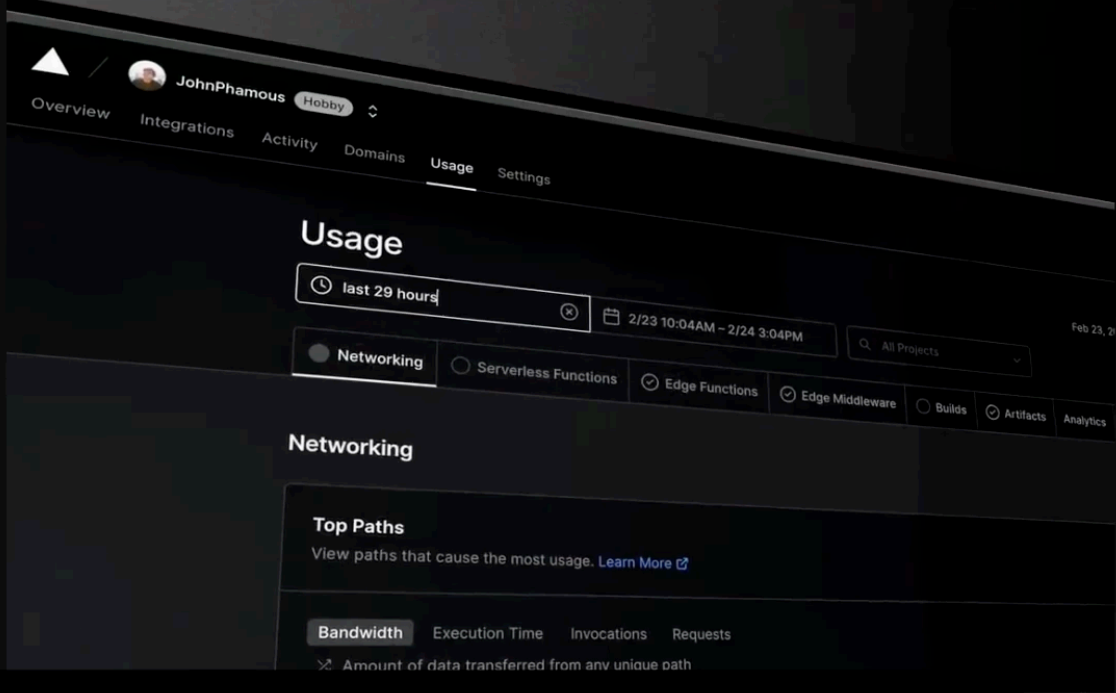 JohnPhamous Hobby
Overview Integrations Activity Domains Usage Settings
Usage
last 29 hours
2/23 10:04AM – 2/24 3:04PM
All Projects
Feb 23,
Networking Serverless Functions Edge Functions Edge Middleware Builds Artifacts Analytics
Networking
Top Paths
View paths that cause the most usage. Learn More
Bandwidth Execution Time Invocations Requests
Amount of data transferred from any unique path